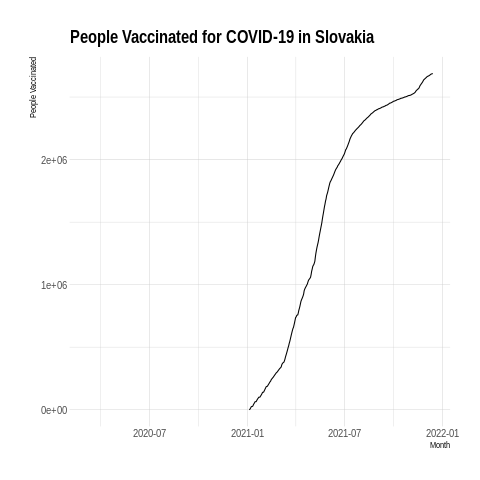 People Vaccinated for COVID-19 in Slovakia
People Vaccinated
2e+06
1e+06
0e+00
2020-07 2021-01 2021-07 2022-01
Month